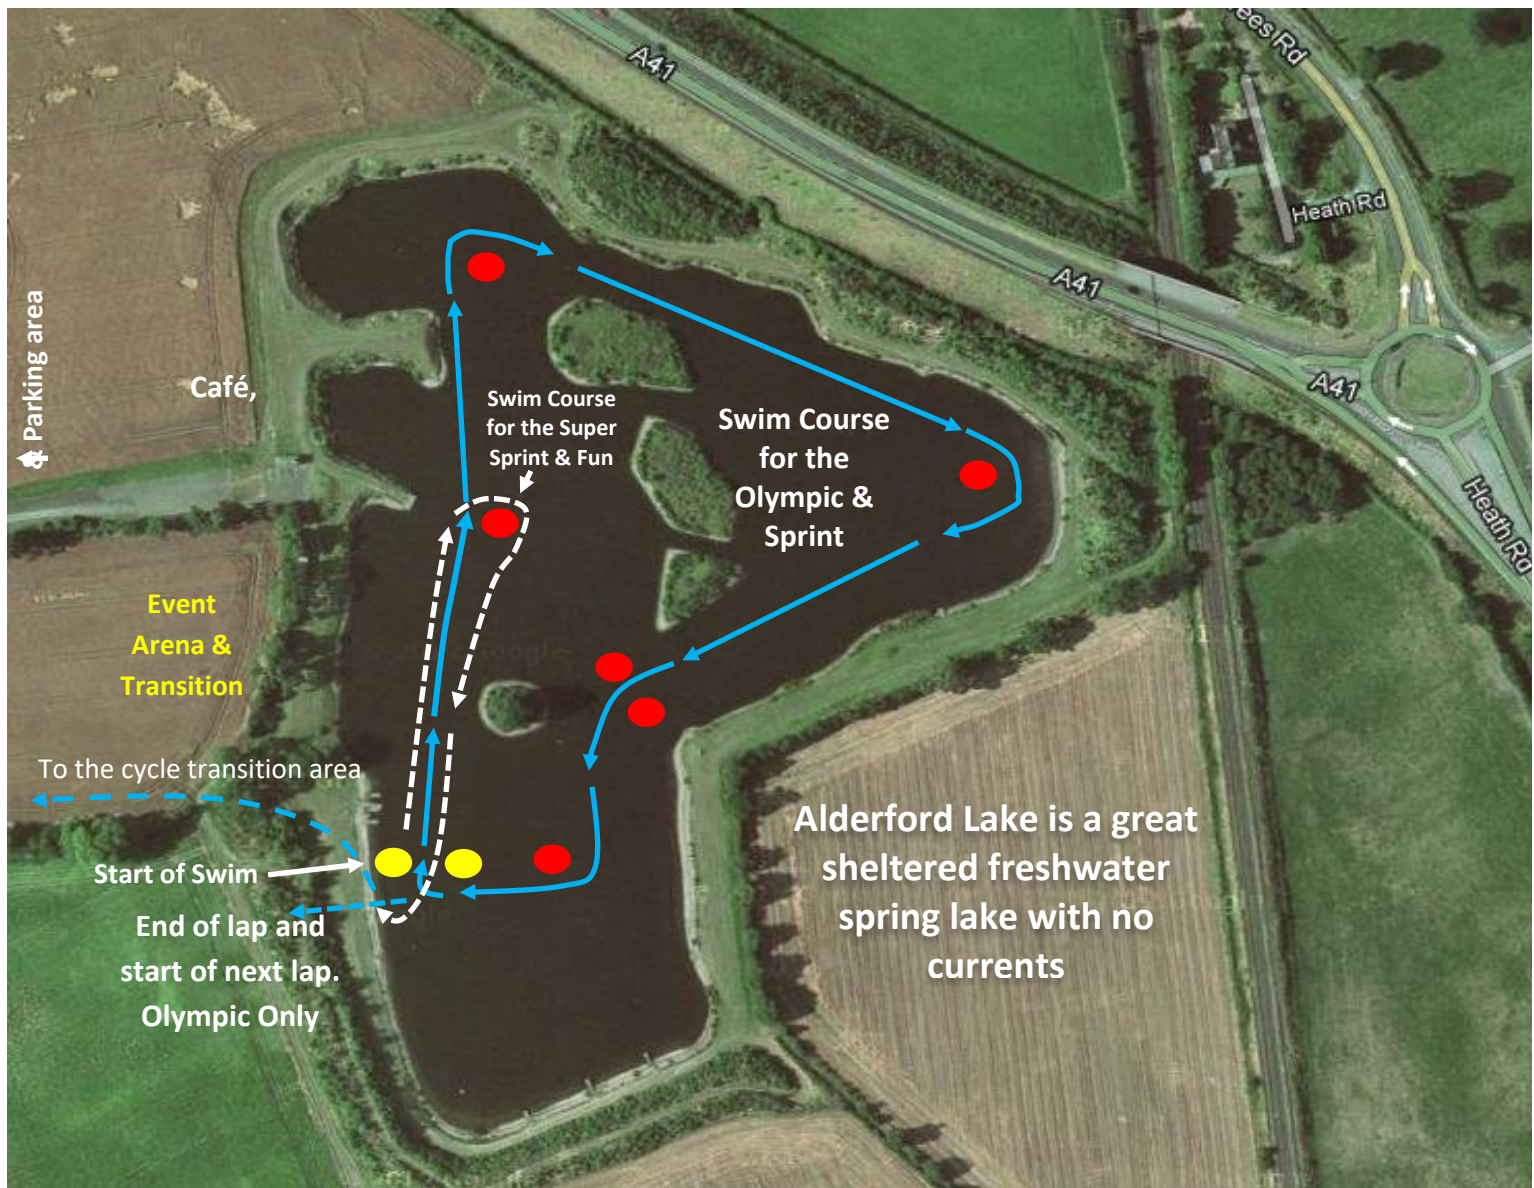 A41
ees Rd
Heath Rd
A41
A41
Heath Rd
& Parking area
Café,
Swim Course
for the Super
Sprint & Fun
Swim Course
for the
Olympic &
Sprint
Event
Arena &
Transition
To the cycle transition area
Start of Swim
End of lap and
start of next lap.
Olympic Only
Alderford Lake is a great
sheltered freshwater
spring lake with no
currents